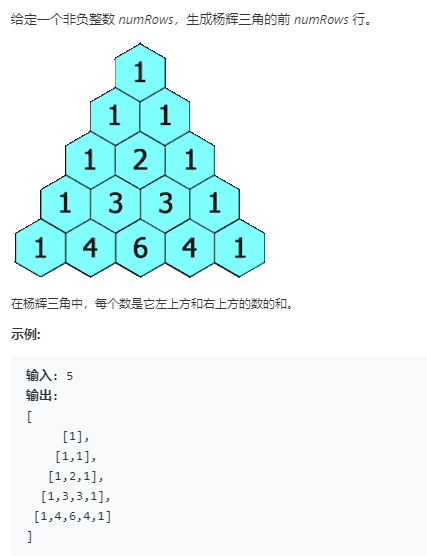 给定一个非负整数 numRows，生成杨辉三角的前 numRows 行。
1
1 1
1 2 1
1 3 3 1
1 4 6 4 1
在杨辉三角中，每个数是它左上方和右上方的数的和。
示例:
输入: 5
输出:
[
     [1],
    [1,1],
   [1,2,1],
  [1,3,3,1],
 [1,4,6,4,1]
]